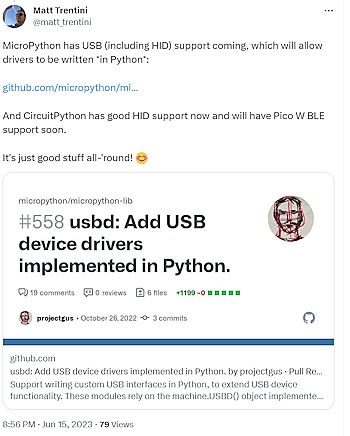 Matt Trentini
@matt_trentini
MicroPython has USB (including HID) support coming, which will allow
drivers to be written *in Python*:
github.com/micropython/mi...
And CircuitPython has good HID support now and will have Pico W BLE
support soon.
It's just good stuff all-'round! 😊
micropython/micropython-lib
#558 usbd: Add USB
device drivers
implemented in Python.
19 comments 0 reviews 6 files +1199 -0
projectgus • October 26, 2022 3 commits
github.com
usbd: Add USB device drivers implemented in Python. by projectgus · Pull Re...
Support writing custom USB interfaces in Python, to extend USB device
functionality. These modules rely on the machine.USBD() object implemente...
8:56 PM · Jun 15, 2023 · 79 Views